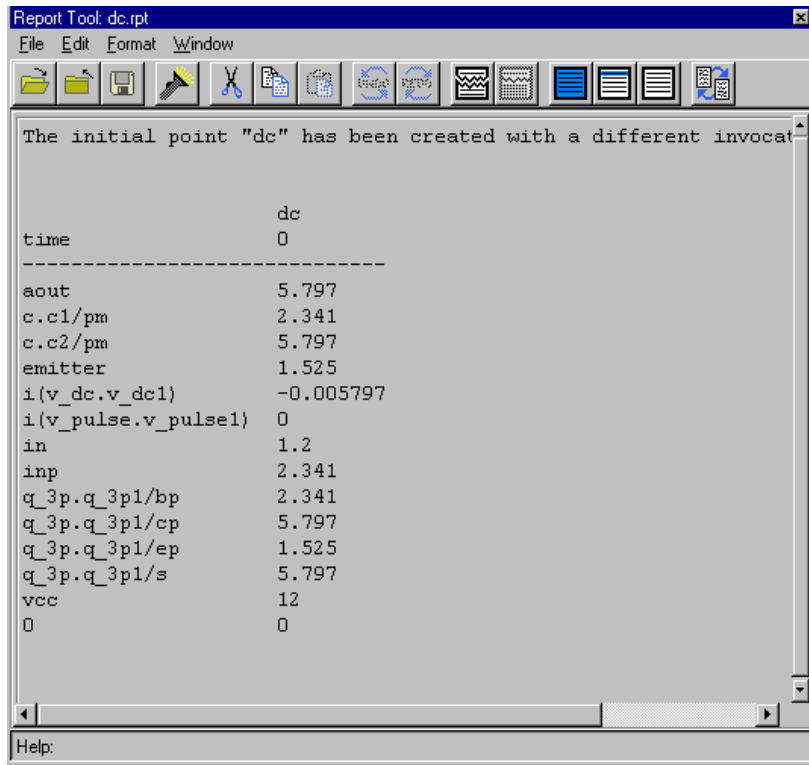 Report Tool: dc.rpt
File Edit Format Window
The initial point "dc" has been created with a different invocat
dc
time 0
------------------------------
aout 5.797
c.c1/pm 2.341
c.c2/pm 5.797
emitter 1.525
i(v_dc.v_dc1) -0.005797
i(v_pulse.v_pulse1) 0
in 1.2
inp 2.341
q_3p.q_3p1/bp 2.341
q_3p.q_3p1/cp 5.797
q_3p.q_3p1/ep 1.525
q_3p.q_3p1/s 5.797
vcc 12
0 0
Help: